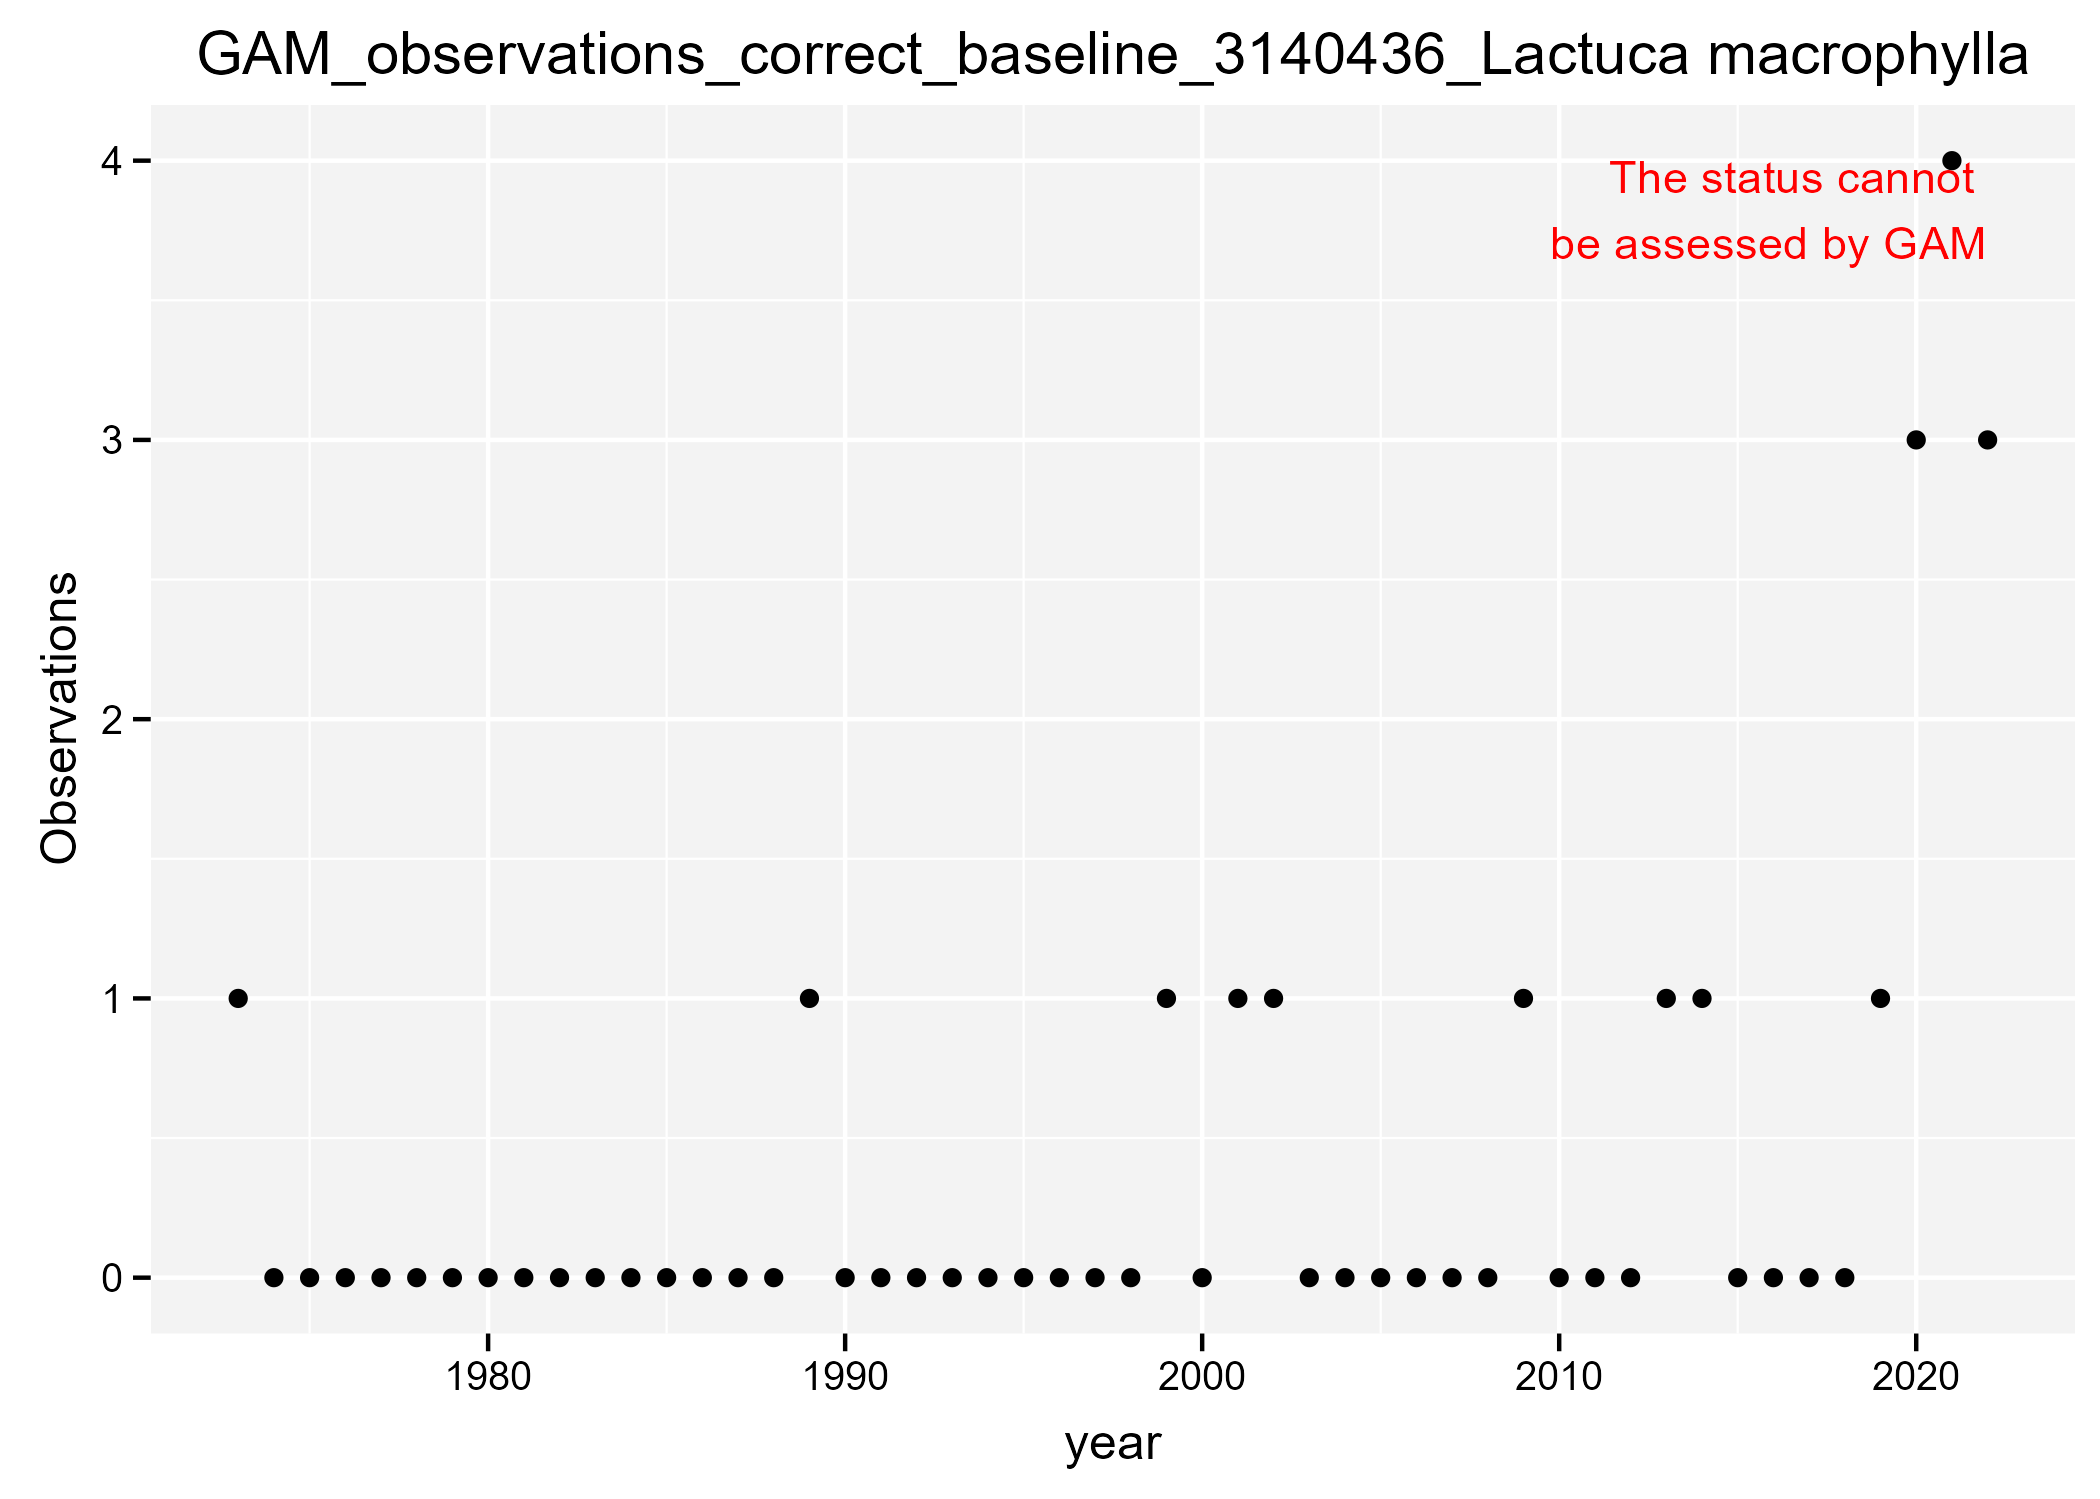 GAM_observations_correct_baseline_3140436_Lactuca macrophylla
4
The status cannot
be assessed by GAM
3
2
1
0
Observations
1980 1990 2000 2010 2020
year